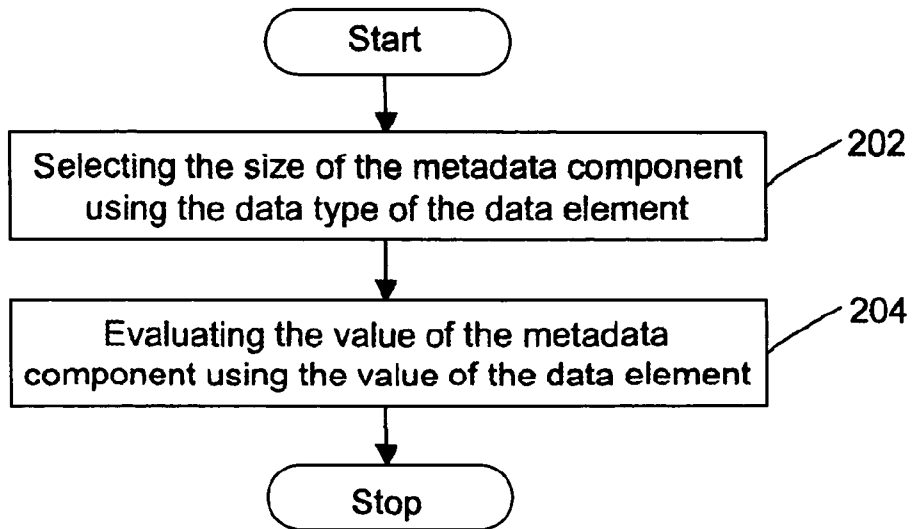 Start
Selecting the size of the metadata component
using the data type of the data element
202
Evaluating the value of the metadata
component using the value of the data element
204
Stop